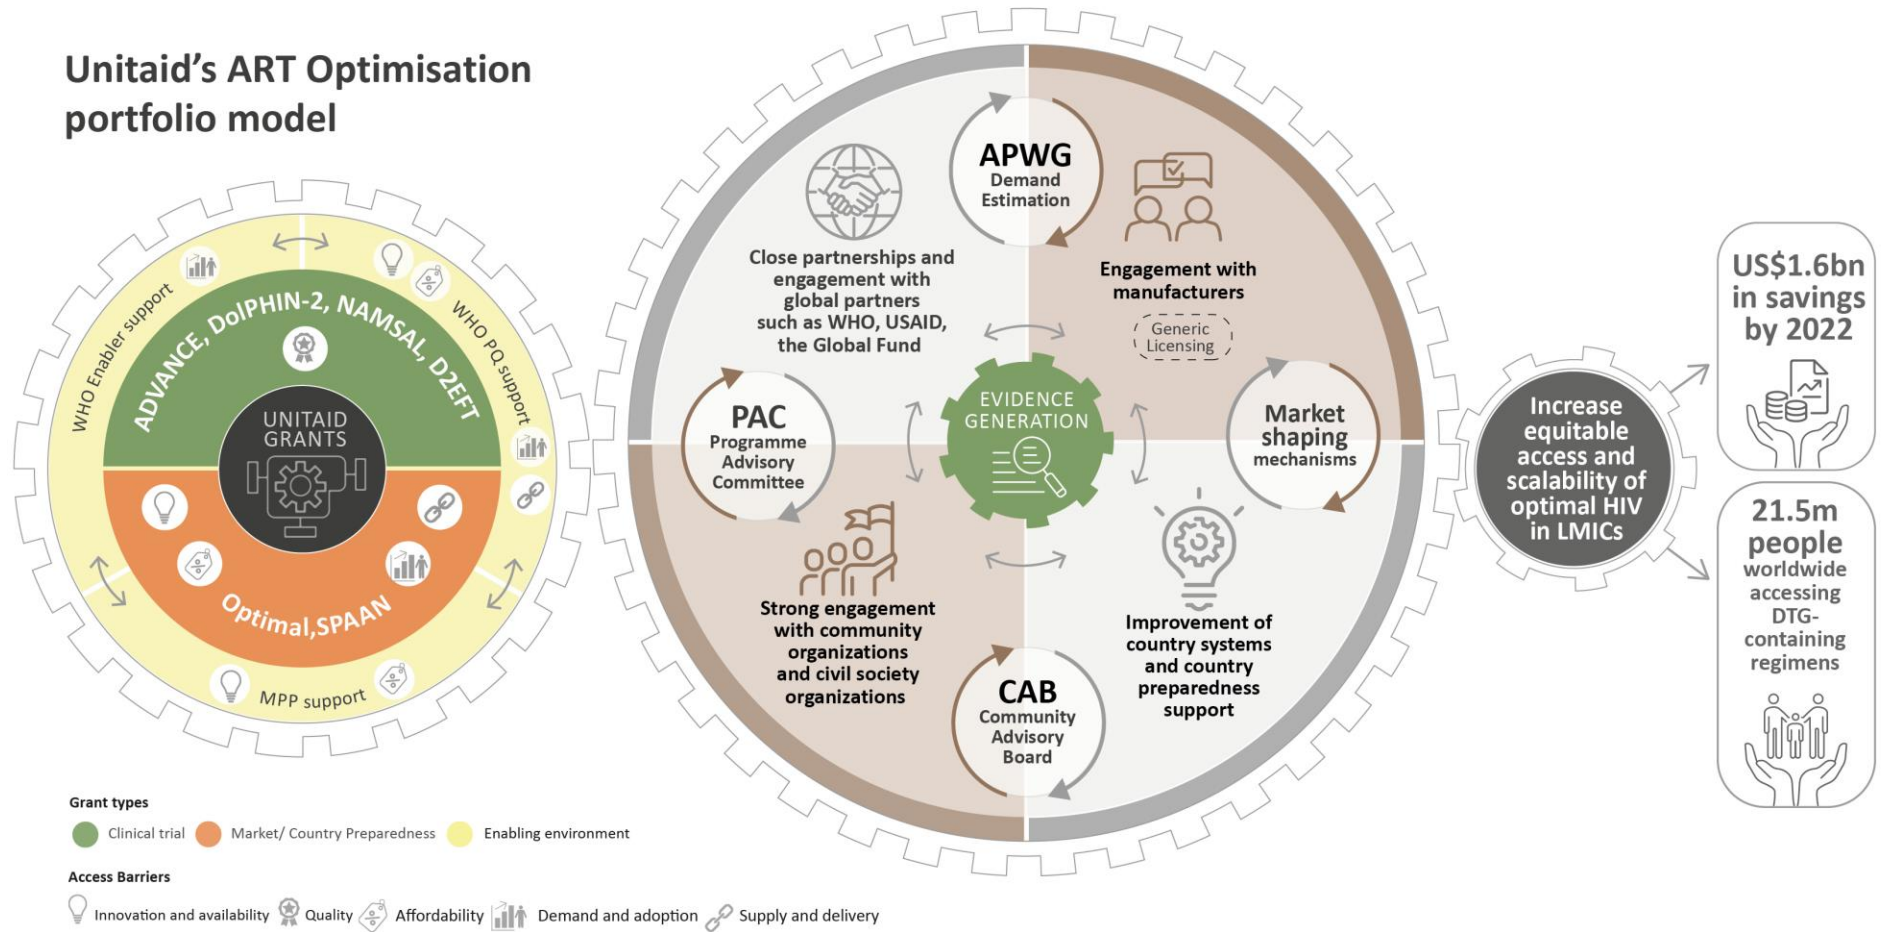 Unitaid's ART Optimisation
portfolio model
WHO Enabler support
WHO PQ support
ADVANCE, DolPHIN-2, NAMSAL, D2EFT
UNITAID
GRANTS
Optimal,SPAAN
MPP support
Grant types
Clinical trial
Market/ Country Preparedness
Enabling environment
Access Barriers
Innovation and availability
Quality
Affordability
Demand and adoption
Supply and delivery
APWG
Demand
Estimation
Close partnerships and
engagement with
global partners
such as WHO, USAID,
the Global Fund
Engagement with
manufacturers
Generic
Licensing
PAC
Programme
Advisory
Committee
EVIDENCE
GENERATION
Market
shaping
mechanisms
Strong engagement
with community
organizations
and civil society
organizations
CAB
Community
Advisory
Board
Improvement of
country systems
and country
preparedness
support
Increase
equitable
access and
scalability of
optimal HIV
in LMICs
US$1.6bn
in savings
by 2022
21.5m
people
worldwide
accessing
DTG-
containing
regimens